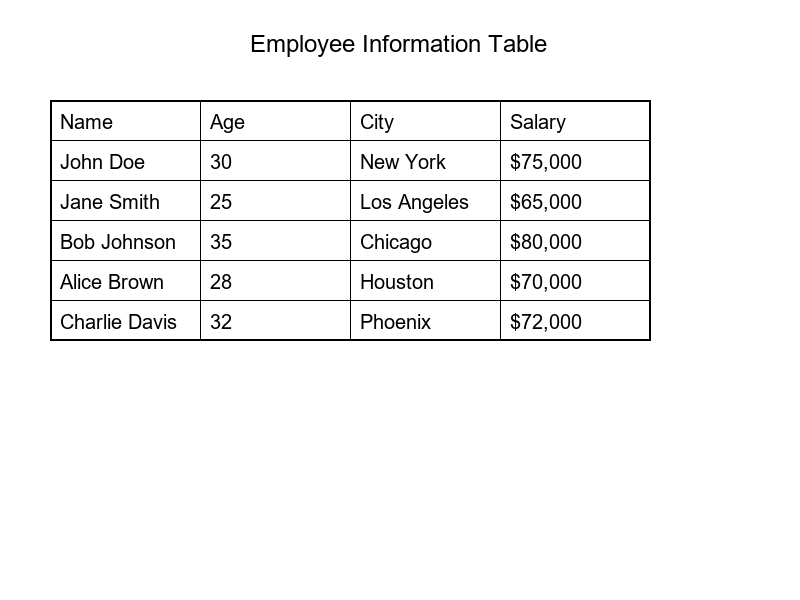 Employee Information Table
Name Age City Salary
John Doe 30 New York $75,000
Jane Smith 25 Los Angeles $65,000
Bob Johnson 35 Chicago $80,000
Alice Brown 28 Houston $70,000
Charlie Davis 32 Phoenix $72,000